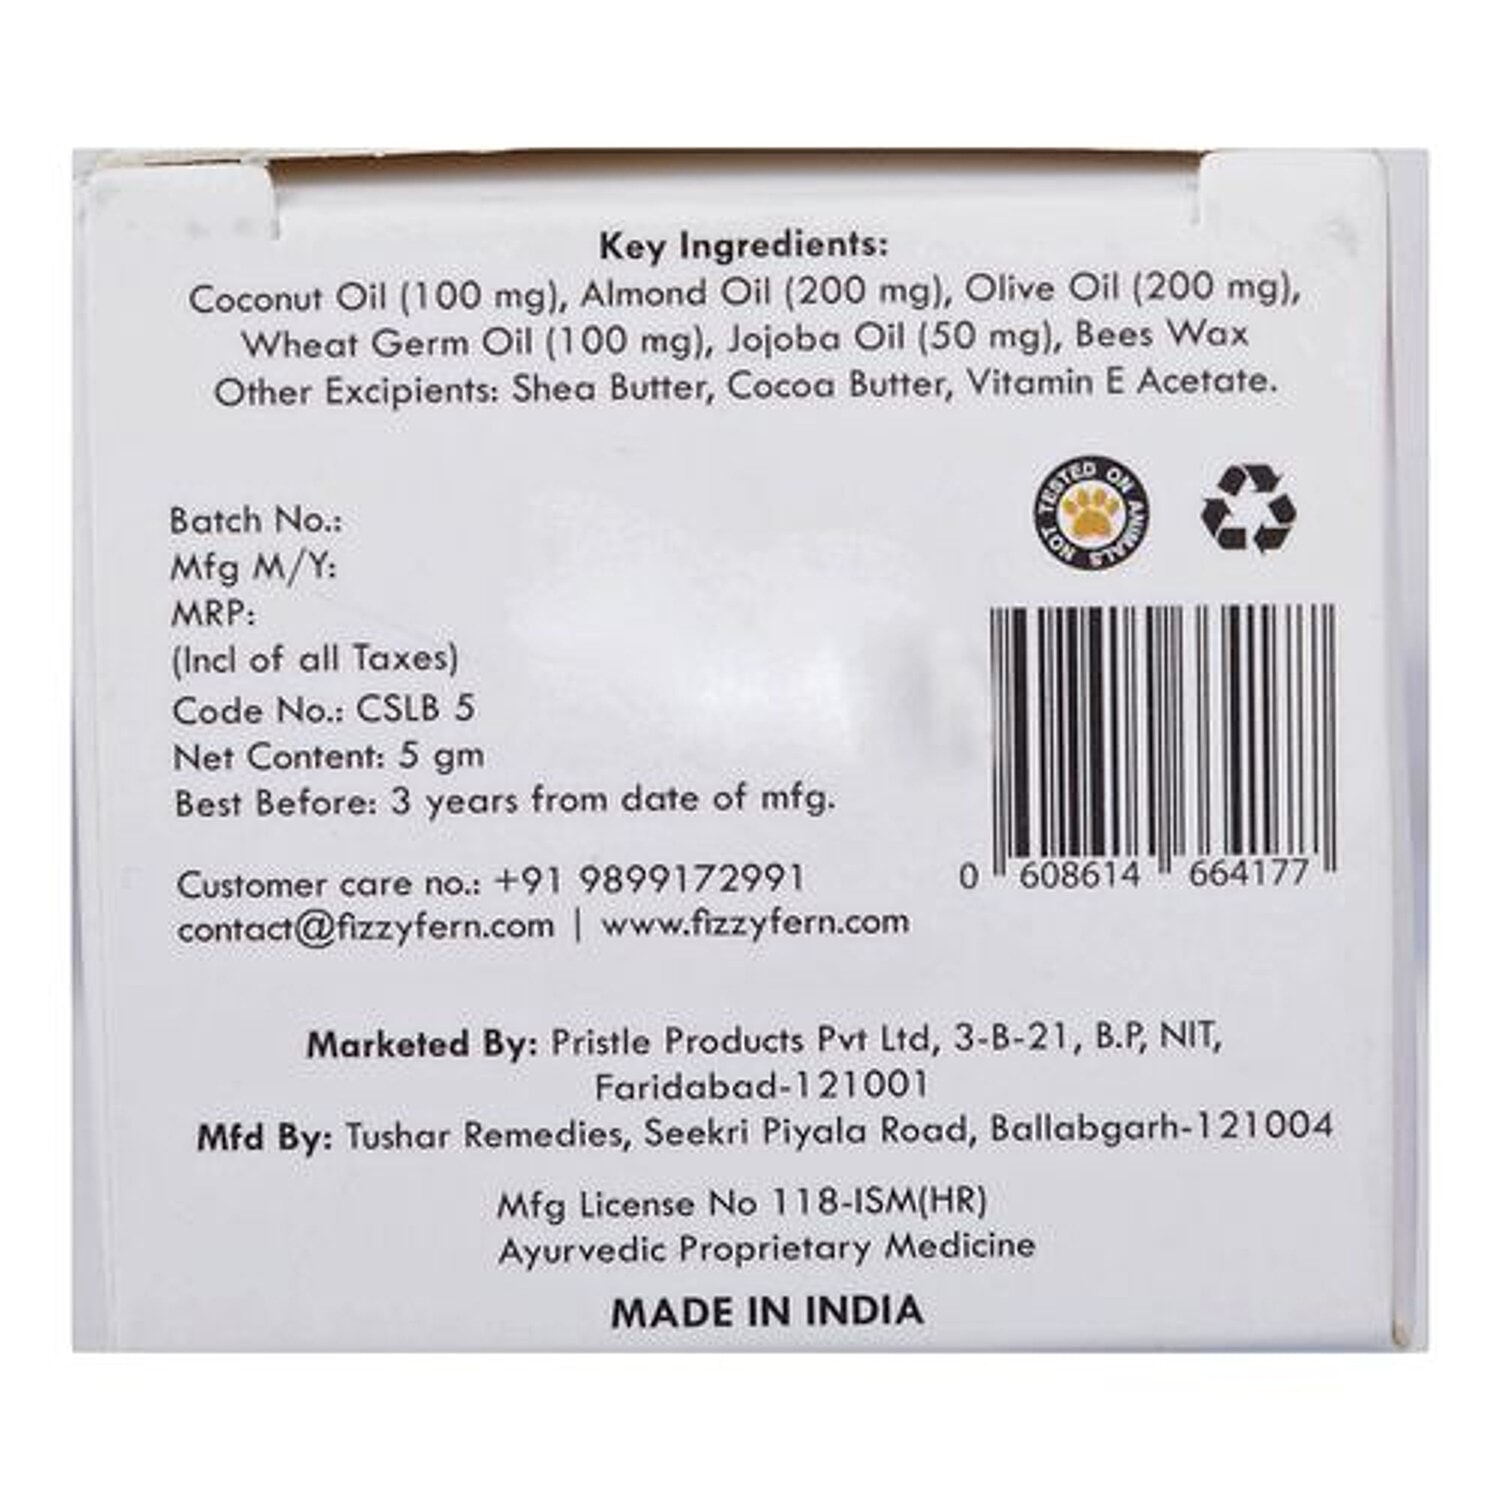 Key Ingredients:
Coconut Oil (100 mg), Almond Oil (200 mg), Olive Oil (200 mg),
Wheat Germ Oil (100 mg), Jojoba Oil (50 mg), Bees Wax
Other Excipients: Shea Butter, Cocoa Butter, Vitamin E Acetate.
NOT TESTED ON ANIMALS
Batch No.:
Mfg M/Y:
MRP:
(Incl of all Taxes)
Code No.: CSLB 5
Net Content: 5 gm
Best Before: 3 years from date of mfg.
0 608614 664177
Customer care no.: +91 9899172991
contact@fizzyfern.com | www.fizzyfern.com
Marketed By: Pristle Products Pvt Ltd, 3-B-21, B.P, NIT,
Faridabad-121001
Mfd By: Tushar Remedies, Seekri Piyala Road, Ballabgarh-121004
Mfg License No 118-ISM(HR)
Ayurvedic Proprietary Medicine
MADE IN INDIA